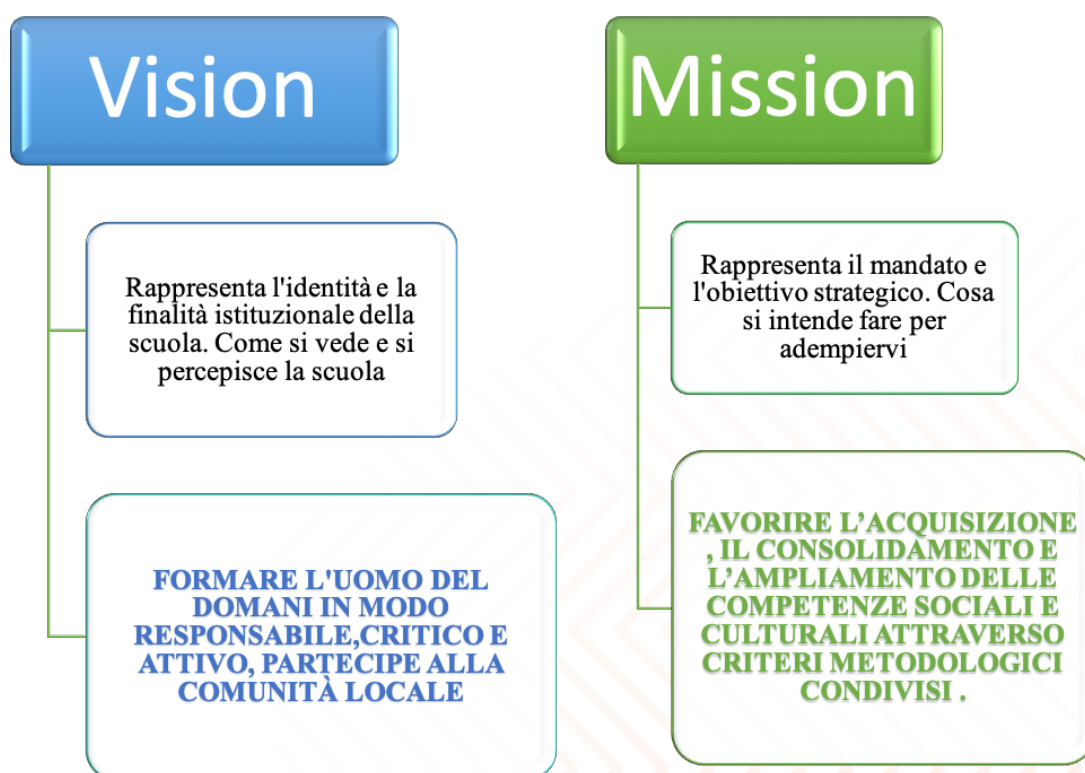 Vision
Rappresenta l'identità e la
finalità istituzionale della
scuola. Come si vede e si
percepisce la scuola
FORMARE L'UOMO DEL
DOMANI IN MODO
RESPONSABILE,CRITICO E
ATTIVO, PARTECIPE ALLA
COMUNITÀ LOCALE
Mission
Rappresenta il mandato e
l'obiettivo strategico. Cosa
si intende fare per
adempiervi
FAVORIRE L’ACQUISIZIONE
, IL CONSOLIDAMENTO E
L’AMPLIAMENTO DELLE
COMPETENZE SOCIALI E
CULTURALI ATTRAVERSO
CRITERI METODOLOGICI
CONDIVISI .